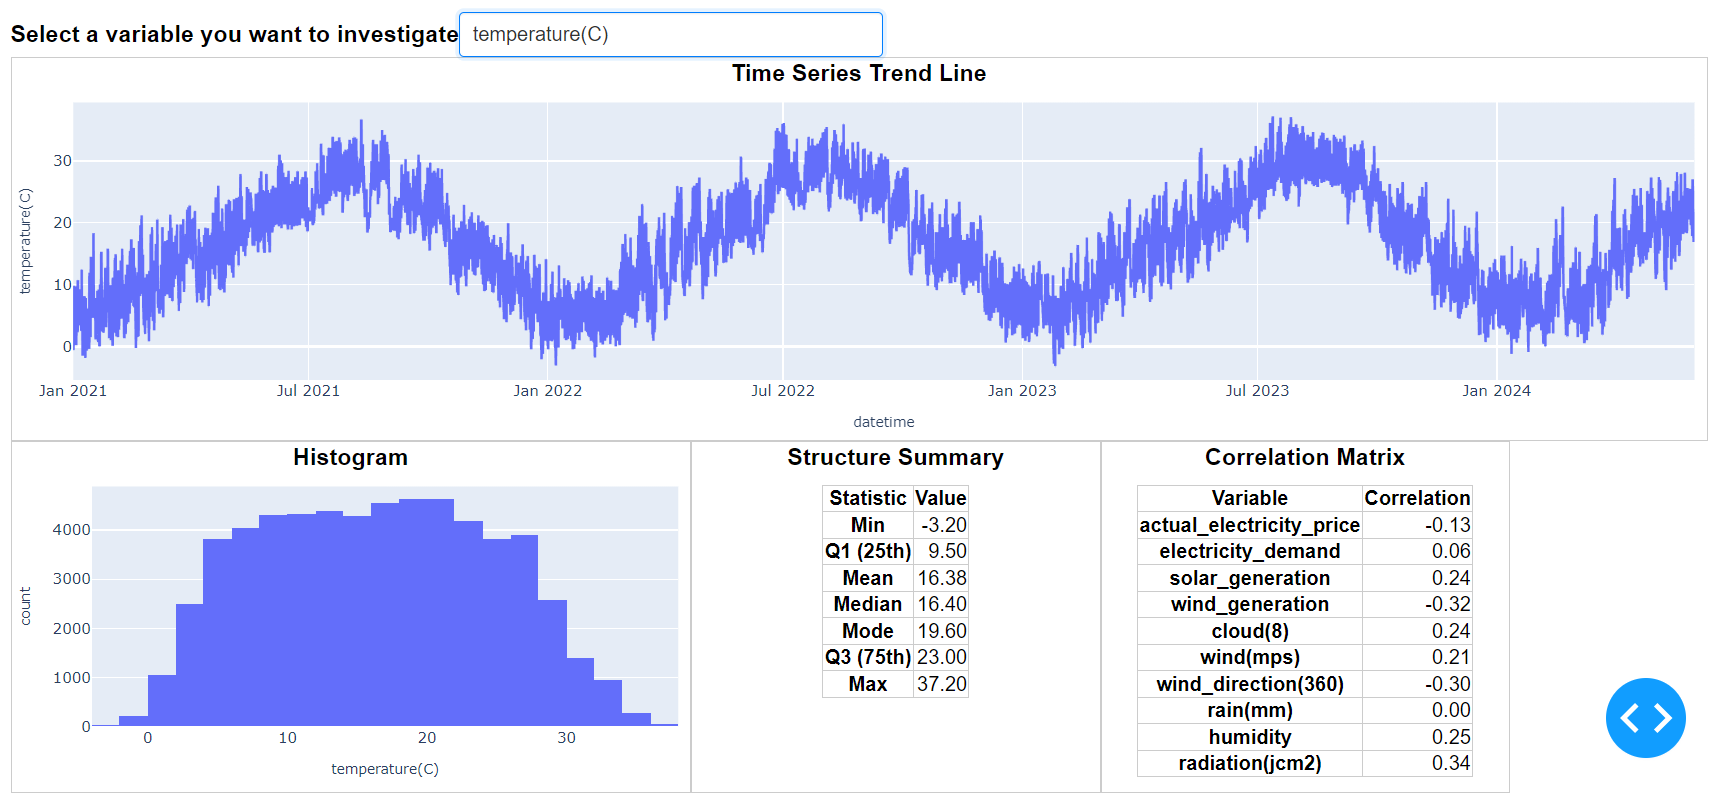 Select a variable you want to investigate temperature(C)
Time Series Trend Line
temperature(C)
30
20
10
0
Jan 2021 Jul 2021 Jan 2022 Jul 2022 Jan 2023 Jul 2023 Jan 2024
datetime
Histogram
count
4000
3000
2000
1000
0
0 10 20 30
temperature(C)
Structure Summary
Statistic Value
Min -3.20
Q1 (25th) 9.50
Mean 16.38
Median 16.40
Mode 19.60
Q3 (75th) 23.00
Max 37.20
Correlation Matrix
Variable Correlation
actual_electricity_price -0.13
electricity_demand 0.06
solar_generation 0.24
wind_generation -0.32
cloud(8) 0.24
wind(mps) 0.21
wind_direction(360) -0.30
rain(mm) 0.00
humidity 0.25
radiation(jcm2) 0.34